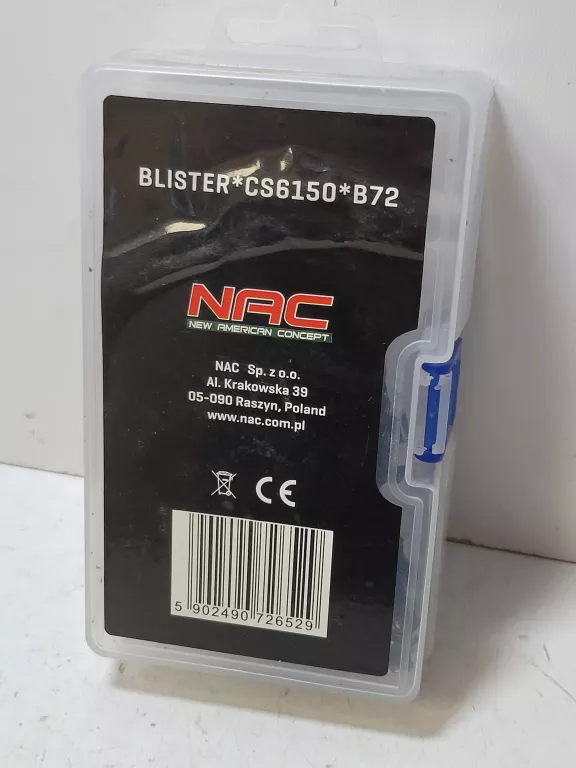 BLISTER*CS6150*B72
NAC
NEW AMERICAN CONCEPT
NAC Sp. z o.o.
Al. Krakowska 39
05-090 Raszyn, Poland
www.nac.com.pl
CE
5 902490 726529